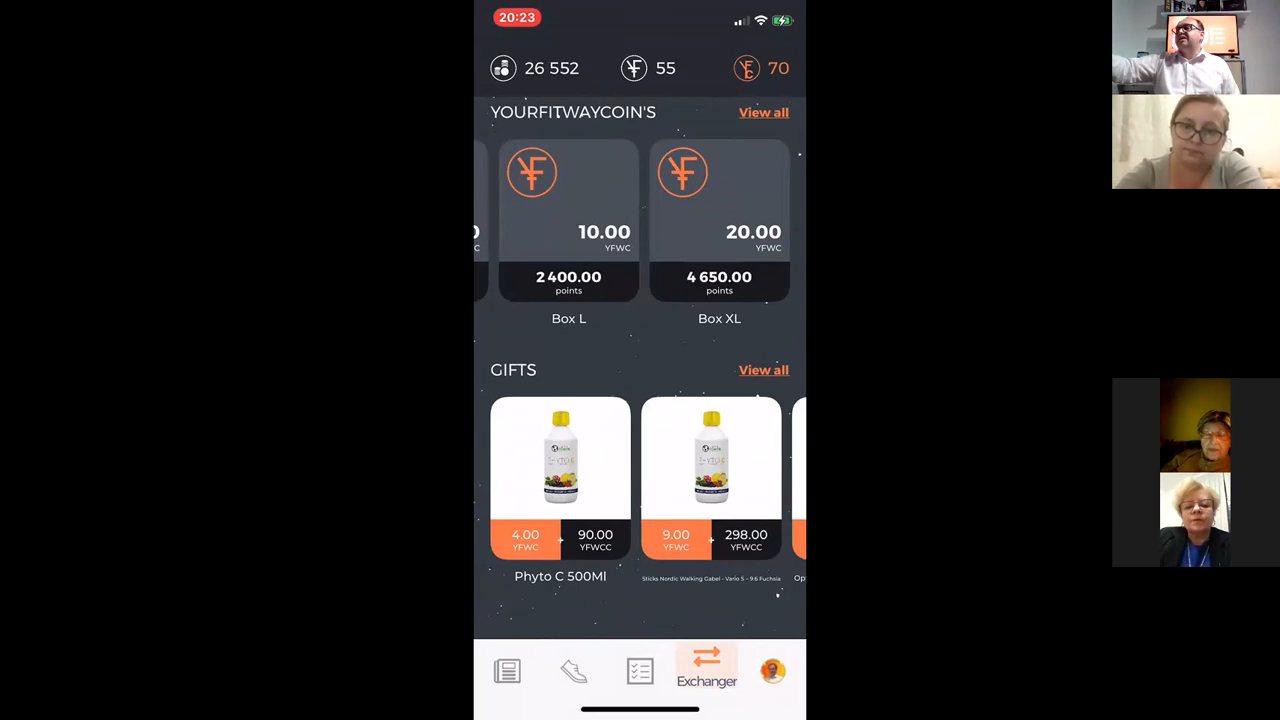 20:23
26 552
55
70
YOURFITWAYCOIN'S
View all
10.00
YFWC
2 400.00
points
Box L
20.00
YFWC
4 650.00
points
Box XL
GIFTS
View all
4.00
YFWC
+
90.00
YFWCC
Phyto C 500Ml
9.00
YFWC
+
298.00
YFWCC
Sticks Nordic Walking Gabel - Vario S - 9.6 Fuchsia
Exchanger